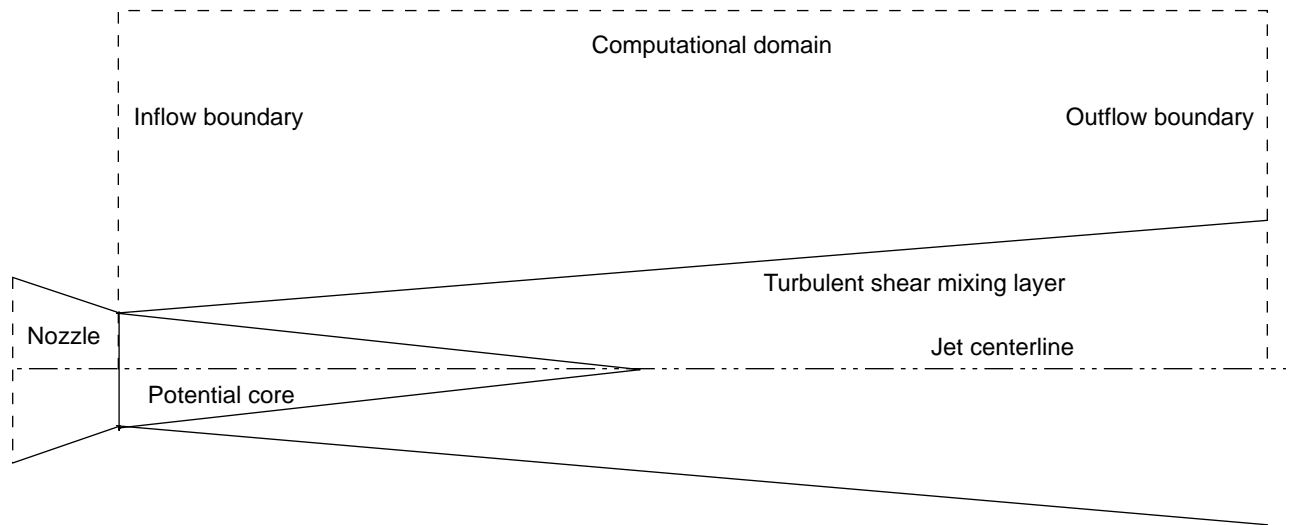 Computational domain
Inflow boundary
Outflow boundary
Turbulent shear mixing layer
Nozzle
Jet centerline
Potential core